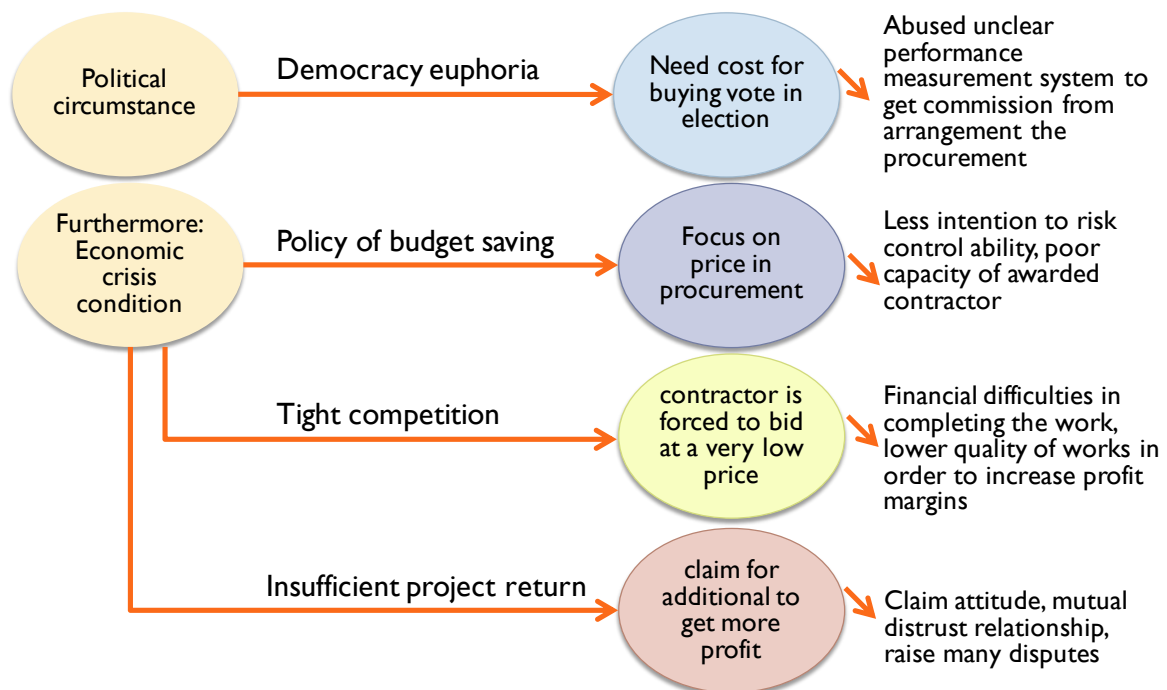 Political
circumstance
Democracy euphoria
Need cost for
buying vote in
election
Abused unclear
performance
measurement system to
get commission from
arrangement the
procurement
Furthermore:
Economic
crisis
condition
Policy of budget saving
Focus on
price in
procurement
Less intention to risk
control ability, poor
capacity of awarded
contractor
Tight competition
contractor is
forced to bid
at a very low
price
Financial difficulties in
completing the work,
lower quality of works in
order to increase profit
margins
Insufficient project return
claim for
additional to
get more
profit
Claim attitude, mutual
distrust relationship,
raise many disputes